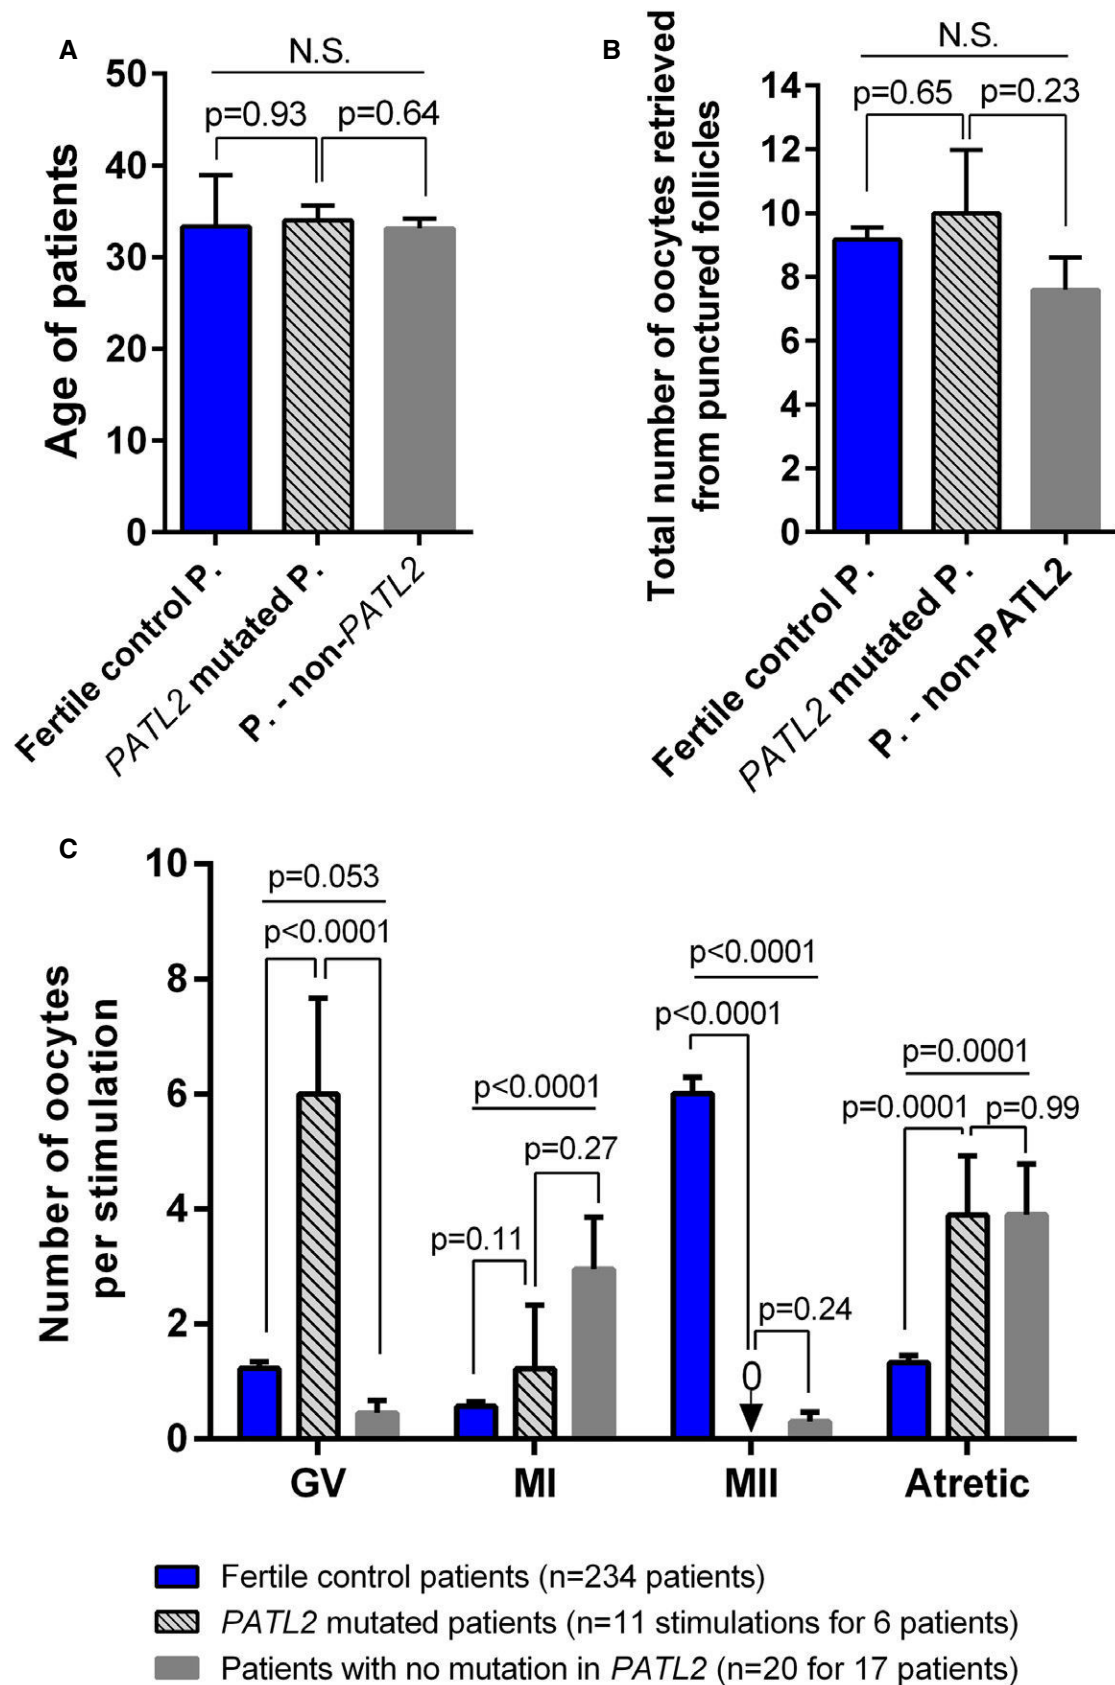 A
N.S.
p=0.93
p=0.64
Age of patients
50
40
30
20
10
0
Fertile control P.
PATL2 mutated P.
P. - non-PATL2
B
N.S.
p=0.65
p=0.23
Total number of oocytes retrieved
from punctured follicles
14
12
10
8
6
4
2
0
Fertile control P.
PATL2 mutated P.
P. - non-PATL2
C
Number of oocytes
per stimulation
10
8
6
4
2
0
p=0.053
p<0.0001
p<0.0001
p=0.11
p=0.27
p<0.0001
p<0.0001
0
p=0.24
p=0.0001
p=0.0001
p=0.99
GV
MI
MII
Atretic
Fertile control patients (n=234 patients)
PATL2 mutated patients (n=11 stimulations for 6 patients)
Patients with no mutation in PATL2 (n=20 for 17 patients)